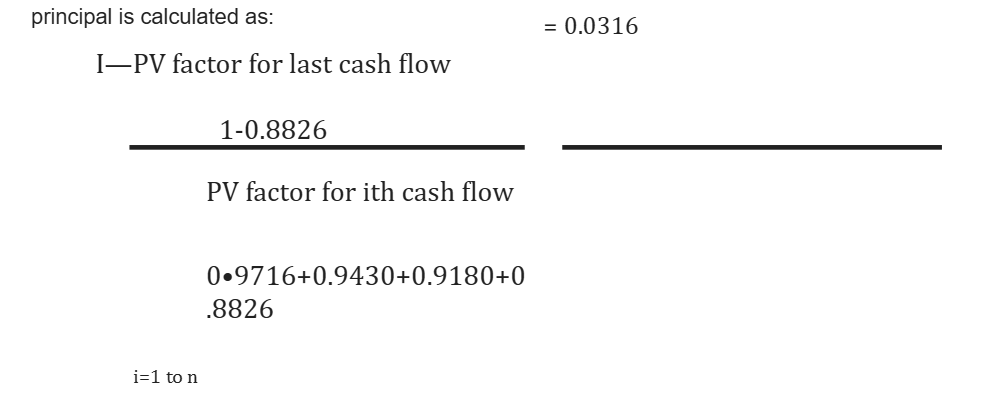 principal is calculated as:
= 0.0316
I—PV factor for last cash flow
1-0.8826
PV factor for ith cash flow
0•9716+0.9430+0.9180+0
.8826
i=1 to n